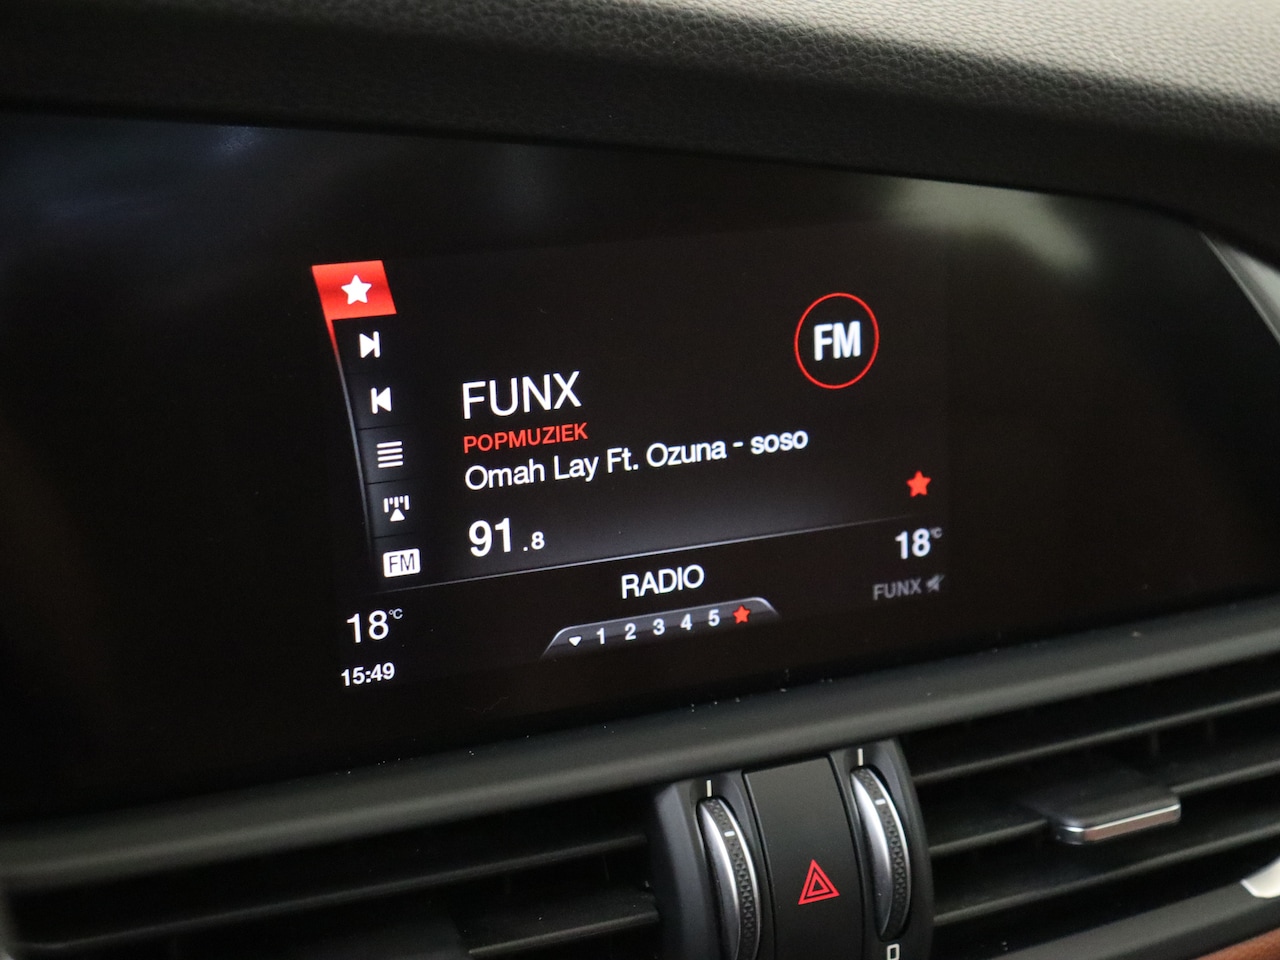 FM
FUNX
POPMUZIEK
Omah Lay Ft. Ozuna - soso
91.8
FM
18°C
RADIO
18°C
FUNX
1 2 3 4 5
15:49